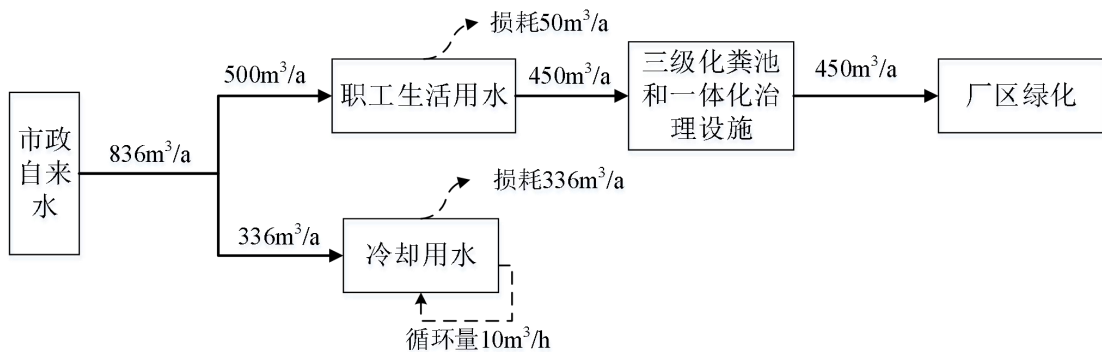 损耗50m³/a
500m³/a
职工生活用水
450m³/a
三级化粪池
和一体化治
理设施
450m³/a
厂区绿化
市政
自来
水
836m³/a
损耗336m³/a
336m³/a
冷却用水
循环量10m³/h